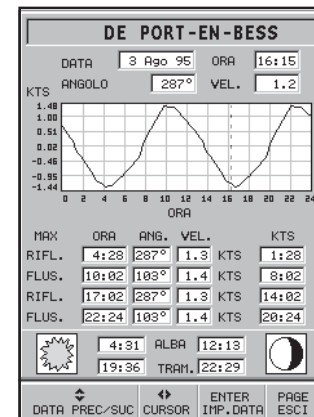 DE PORT-EN-BESS
DATA 3 Ago 95 ORA 16:15
ANGOLO 287° VEL. 1.2
KTS
1.48
1.00
0.51
0.02
-0.46
-0.95
-1.44
0 2 4 6 8 10 12 14 16 18 20 22 24
ORA
MAX ORA ANG. VEL. KTS
RIFL. 4:28 287° 1.3 KTS 1:28
FLUS. 10:02 103° 1.4 KTS 8:02
RIFL. 17:02 287° 1.3 KTS 14:02
FLUS. 22:24 103° 1.4 KTS 20:24
4:31 ALBA 12:13
19:36 TRAM. 22:29
DATA PREC/SUC CURSOR ENTER IMP.DATA PAGE ESCI